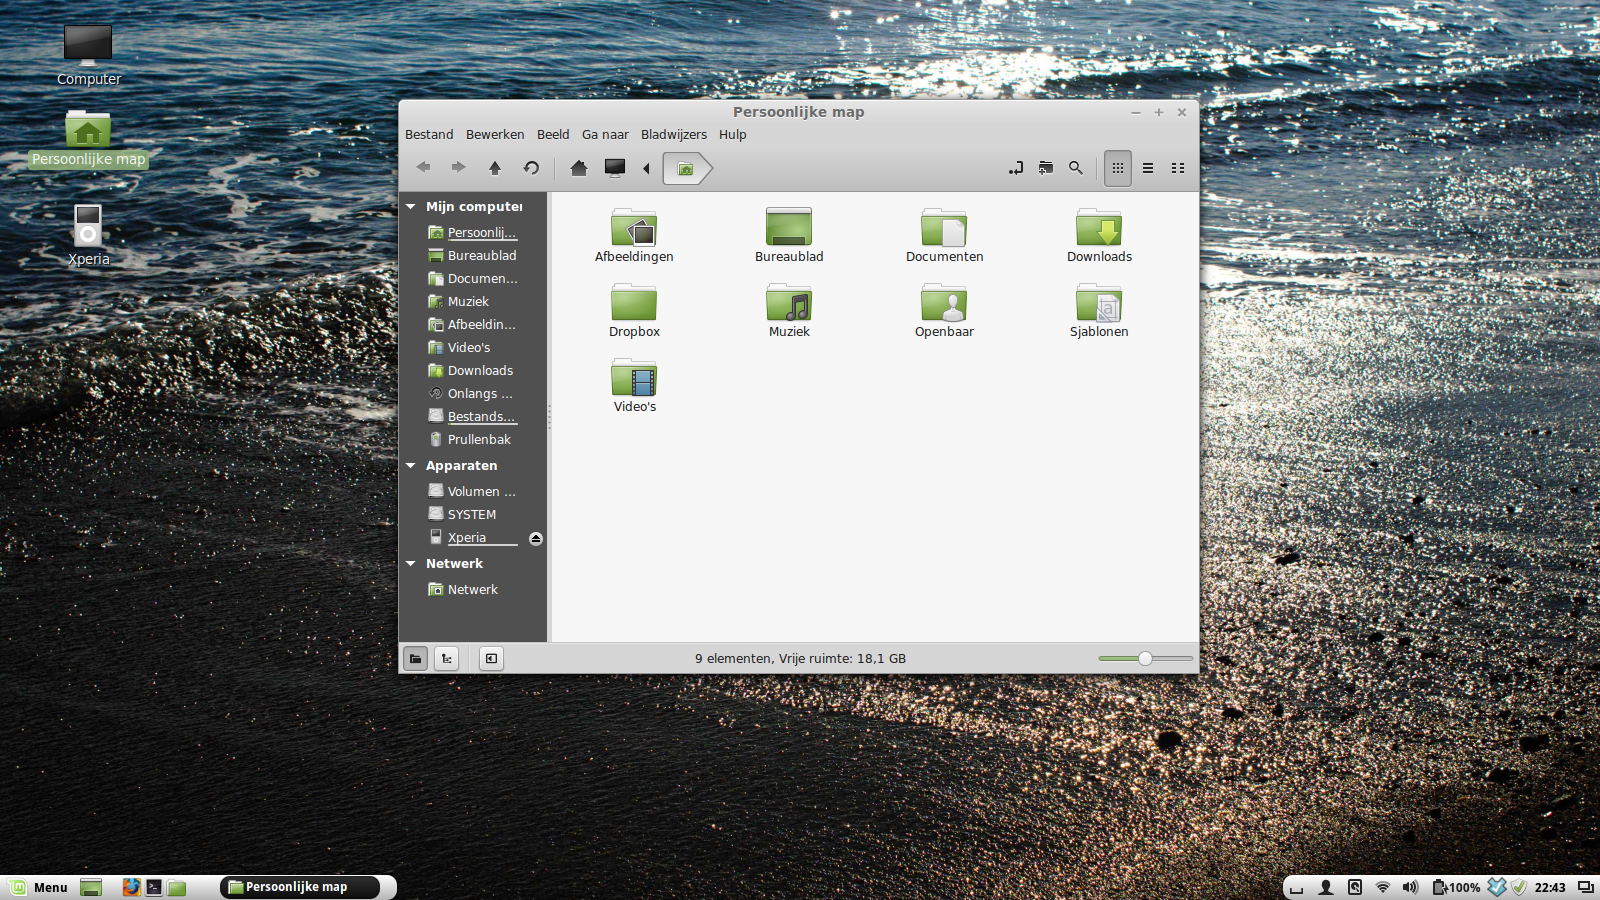 Computer
Persoonlijke map
Xperia
Persoonlijke map
Bestand Bewerken Beeld Ga naar Bladwijzers Hulp
Mijn computer
Persoonlij...
Bureaublad
Documen...
Muziek
Afbeeldin...
Video's
Downloads
Onlangs ...
Bestands...
Prullenbak
Apparaten
Volumen ...
SYSTEM
Xperia
Netwerk
Netwerk
Afbeeldingen
Bureaublad
Documenten
Downloads
Dropbox
Muziek
Openbaar
Sjablonen
Video's
9 elementen, Vrije ruimte: 18,1 GB
Menu
Persoonlijke map
100%
22:43